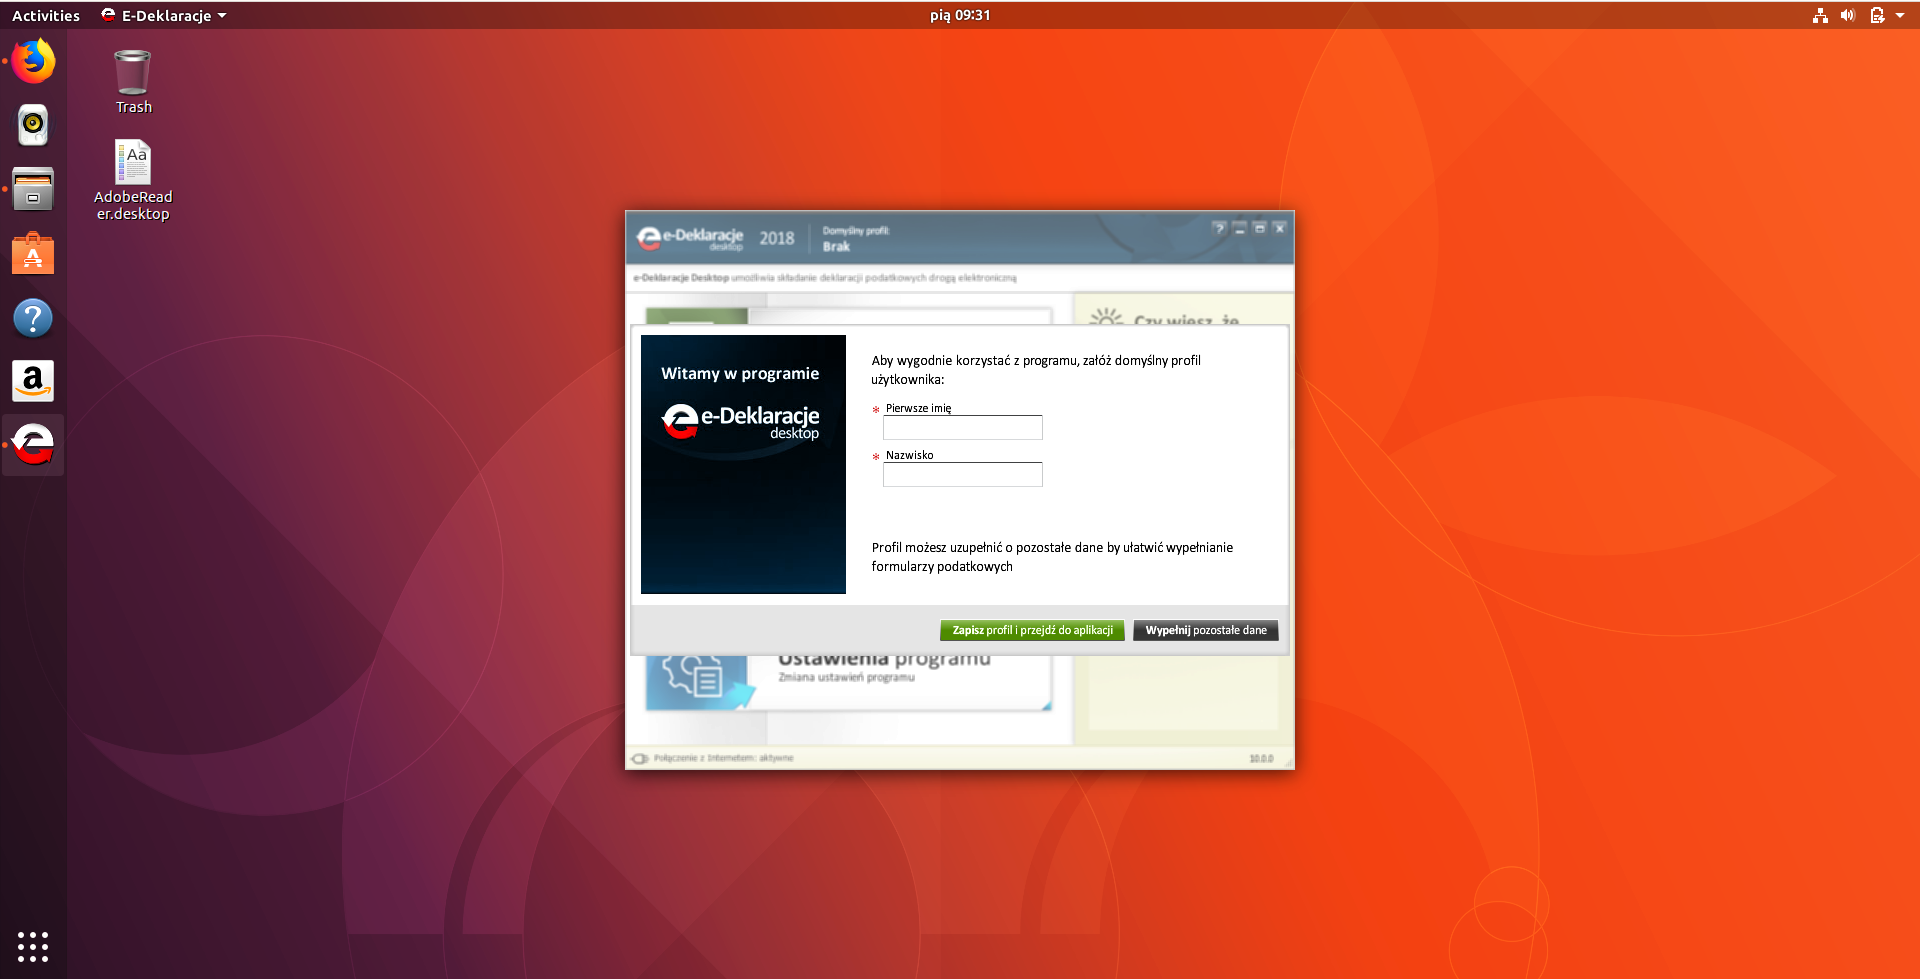 Activities
E-Deklaracje
pią 09:31
Trash
AdobeRead
er.desktop
e-Deklaracje
desktop
2018
Domyślny profil:
Brak
e-Deklaracje Desktop umożliwia składanie deklaracji podatkowych drogą elektroniczną
Czy wiesz, że
Witamy w programie
e-Deklaracje
desktop
Aby wygodnie korzystać z programu, załóż domyślny profil
użytkownika:
* Pierwsze imię
* Nazwisko
Profil możesz uzupełnić o pozostałe dane by ułatwić wypełnianie
formularzy podatkowych
Zapisz profil i przejdź do aplikacji
Wypełnij pozostałe dane
Ustawienia programu
Zmiana ustawień programu
Połączenie z Internetem: aktywne
10.0.0